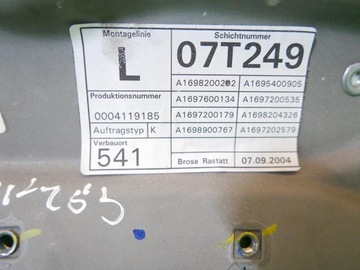 Montagelinie
Schichtnummer
L
07T249
A1698200202 A1695400905
Produktionsnummer
A1697600134 A1697200535
0004119185
A1697200179 A1698204326
Auftragstyp K
A1698900767 A1697202579
Verbauort
541
Brose Rastatt 07.09.2004